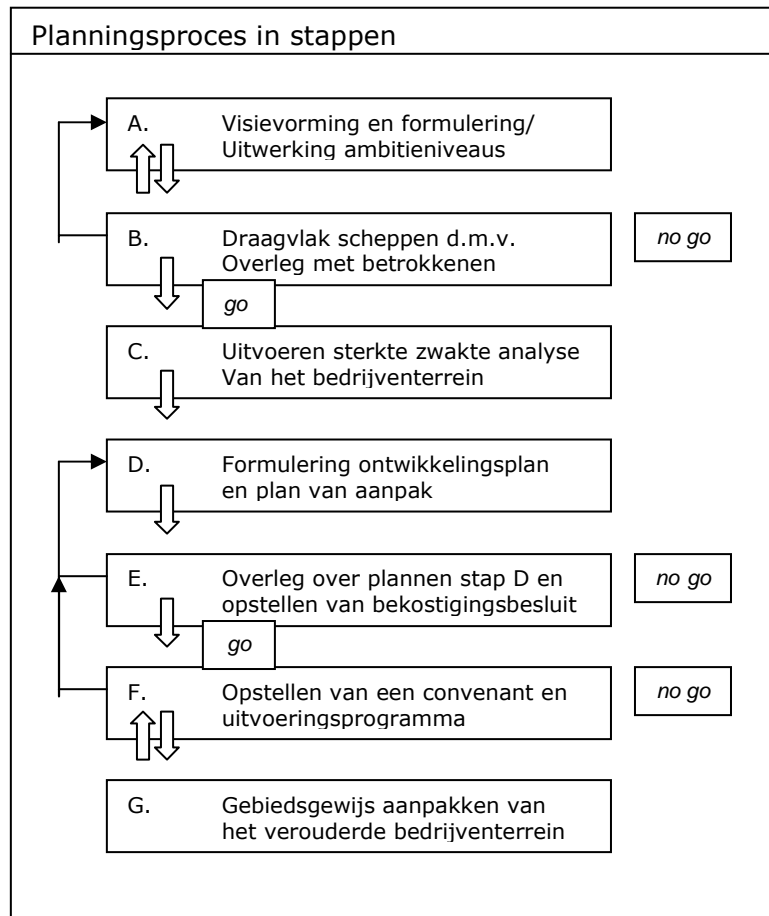 Planningsproces in stappen
A. Visievorming en formulering/
Uitwerking ambitieniveaus
B. Draagvlak scheppen d.m.v.
Overleg met betrokkenen
no go
go
C. Uitvoeren sterkte zwakte analyse
Van het bedrijventerrein
D. Formulering ontwikkelingsplan
en plan van aanpak
E. Overleg over plannen stap D en
opstellen van bekostigingsbesluit
no go
go
F. Opstellen van een convenant en
uitvoeringsprogramma
no go
G. Gebiedsgewijs aanpakken van
het verouderde bedrijventerrein